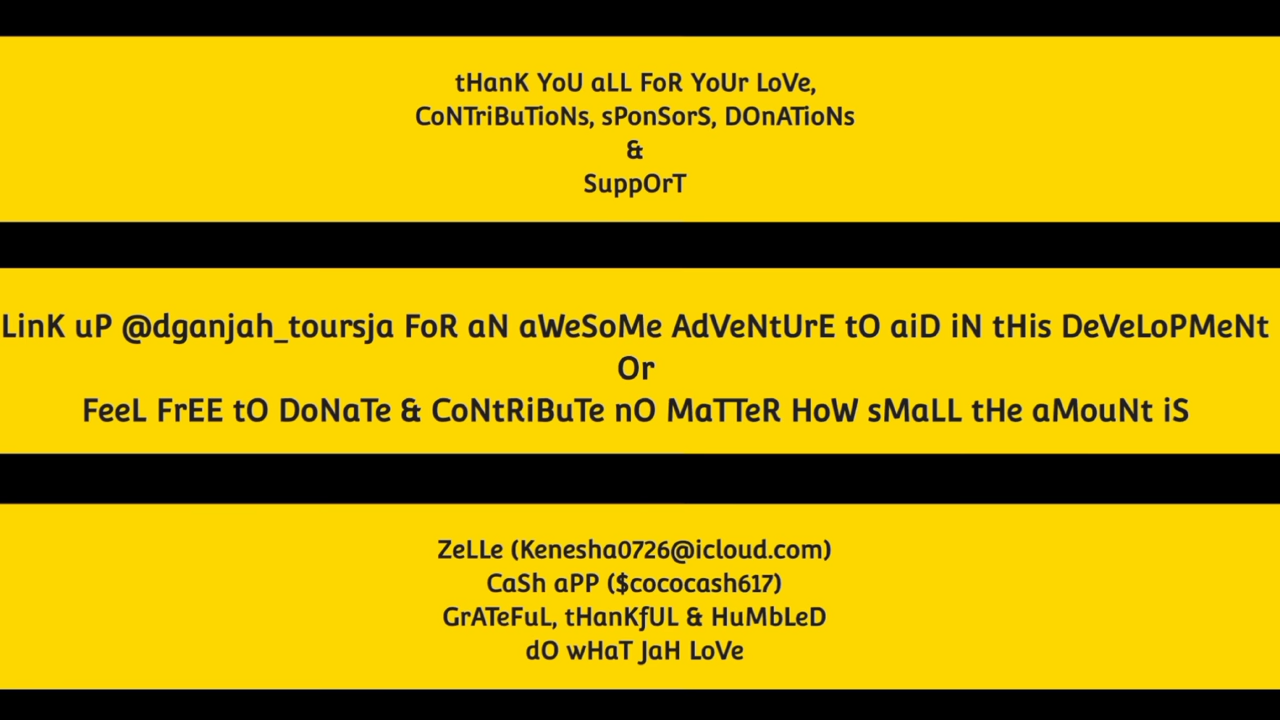 tHanK YoU aLL FoR YoUr LoVe,
CoNTriBuTioNs, sPonSorS, DOnATioNs
&
SuppOrT
LinK uP @dganjah_toursja FoR aN aWeSoMe AdVeNtUrE tO aiD iN tHis DeVeLoPMeNt
Or
FeeL FrEE tO DoNaTe & CoNtRiBuTe nO MaTTeR HoW sMaLL tHe aMouNt iS
ZeLLe (Kenesha0726@icloud.com)
CaSh aPP ($cococash617)
GrATeFuL, tHanKfUL & HuMbLeD
dO wHaT JaH LoVe